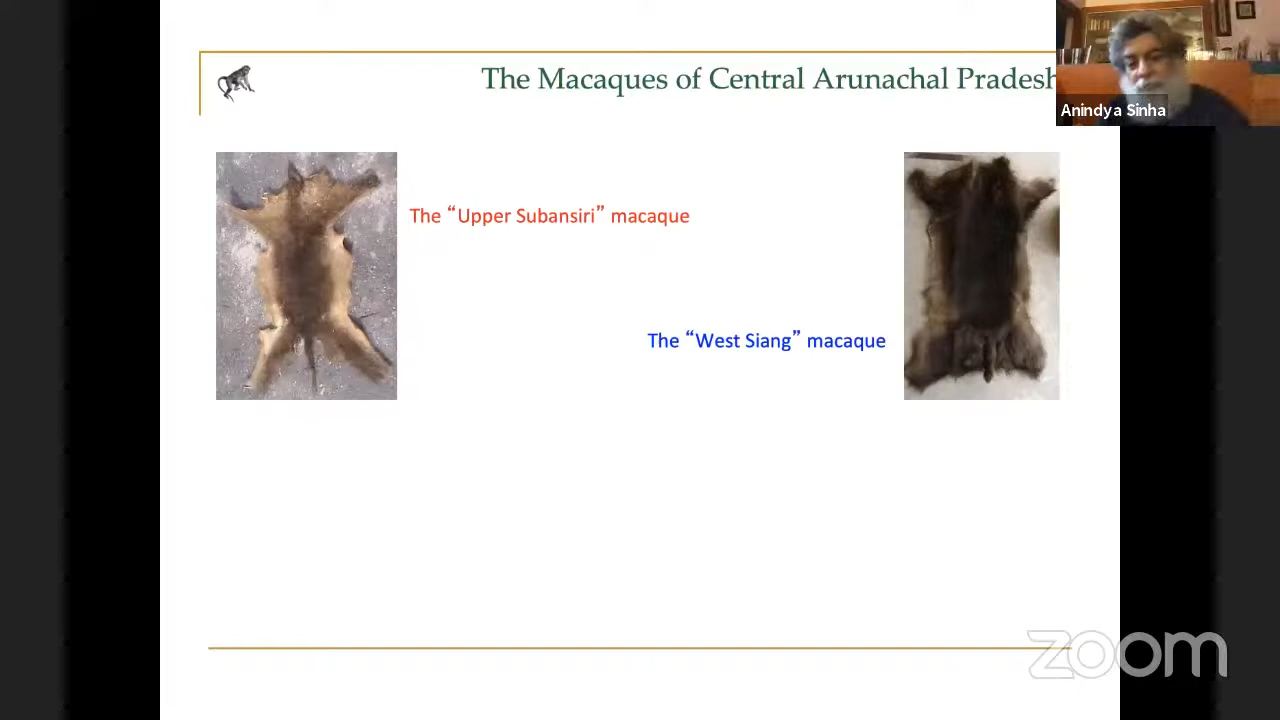 The Macaques of Central Arunachal Pradesh
Anindya Sinha
The “Upper Subansiri” macaque
The “West Siang” macaque
zoom